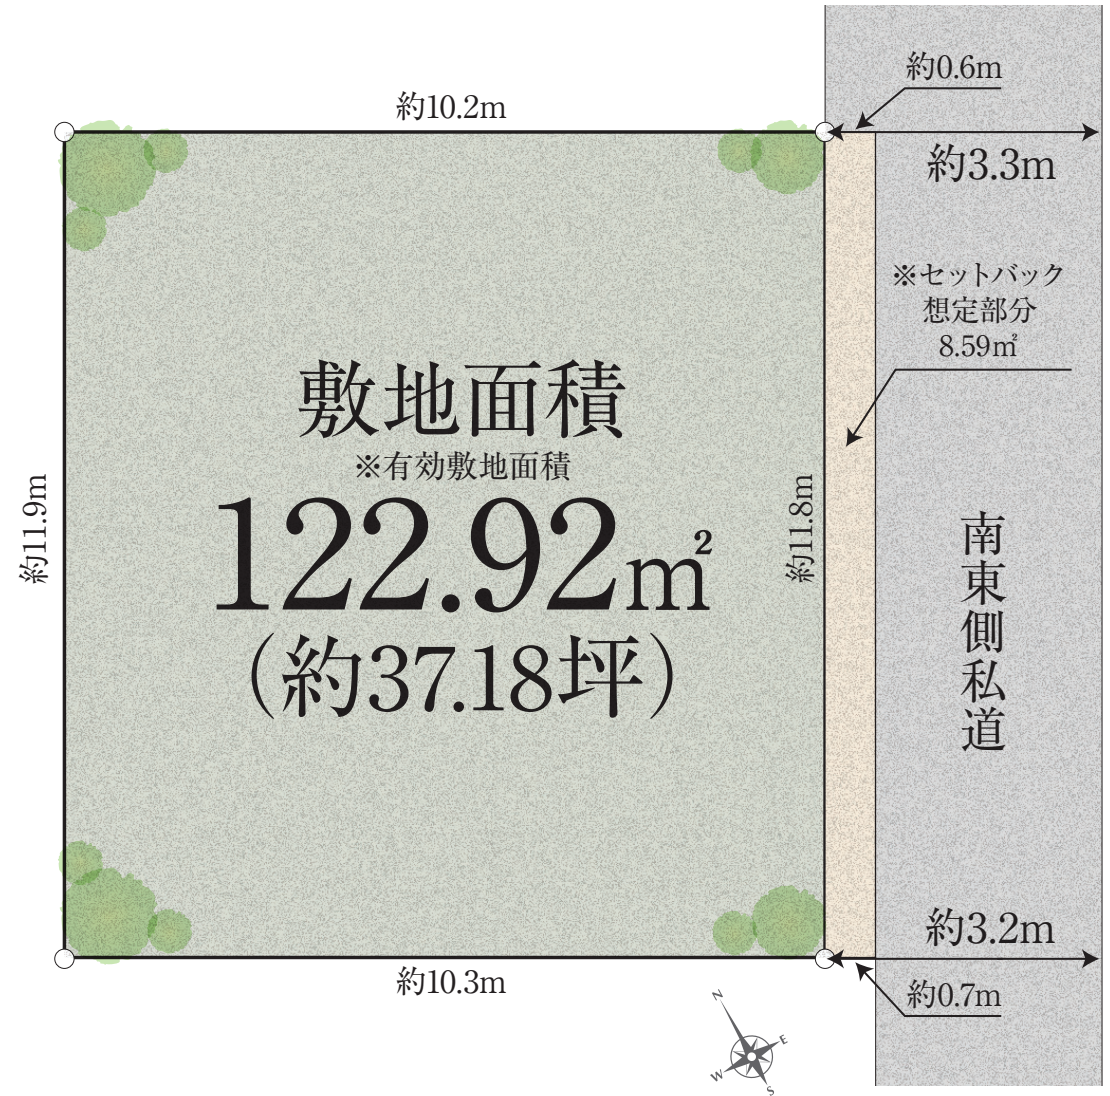 約0.6m
約10.2m
約3.3m
※セットバック
想定部分
8.59㎡
敷地面積
※有効敷地面積
122.92㎡
（約37.18坪）
約11.9m
約11.8m
南東側私道
約3.2m
約10.3m
約0.7m
N
E
W
S